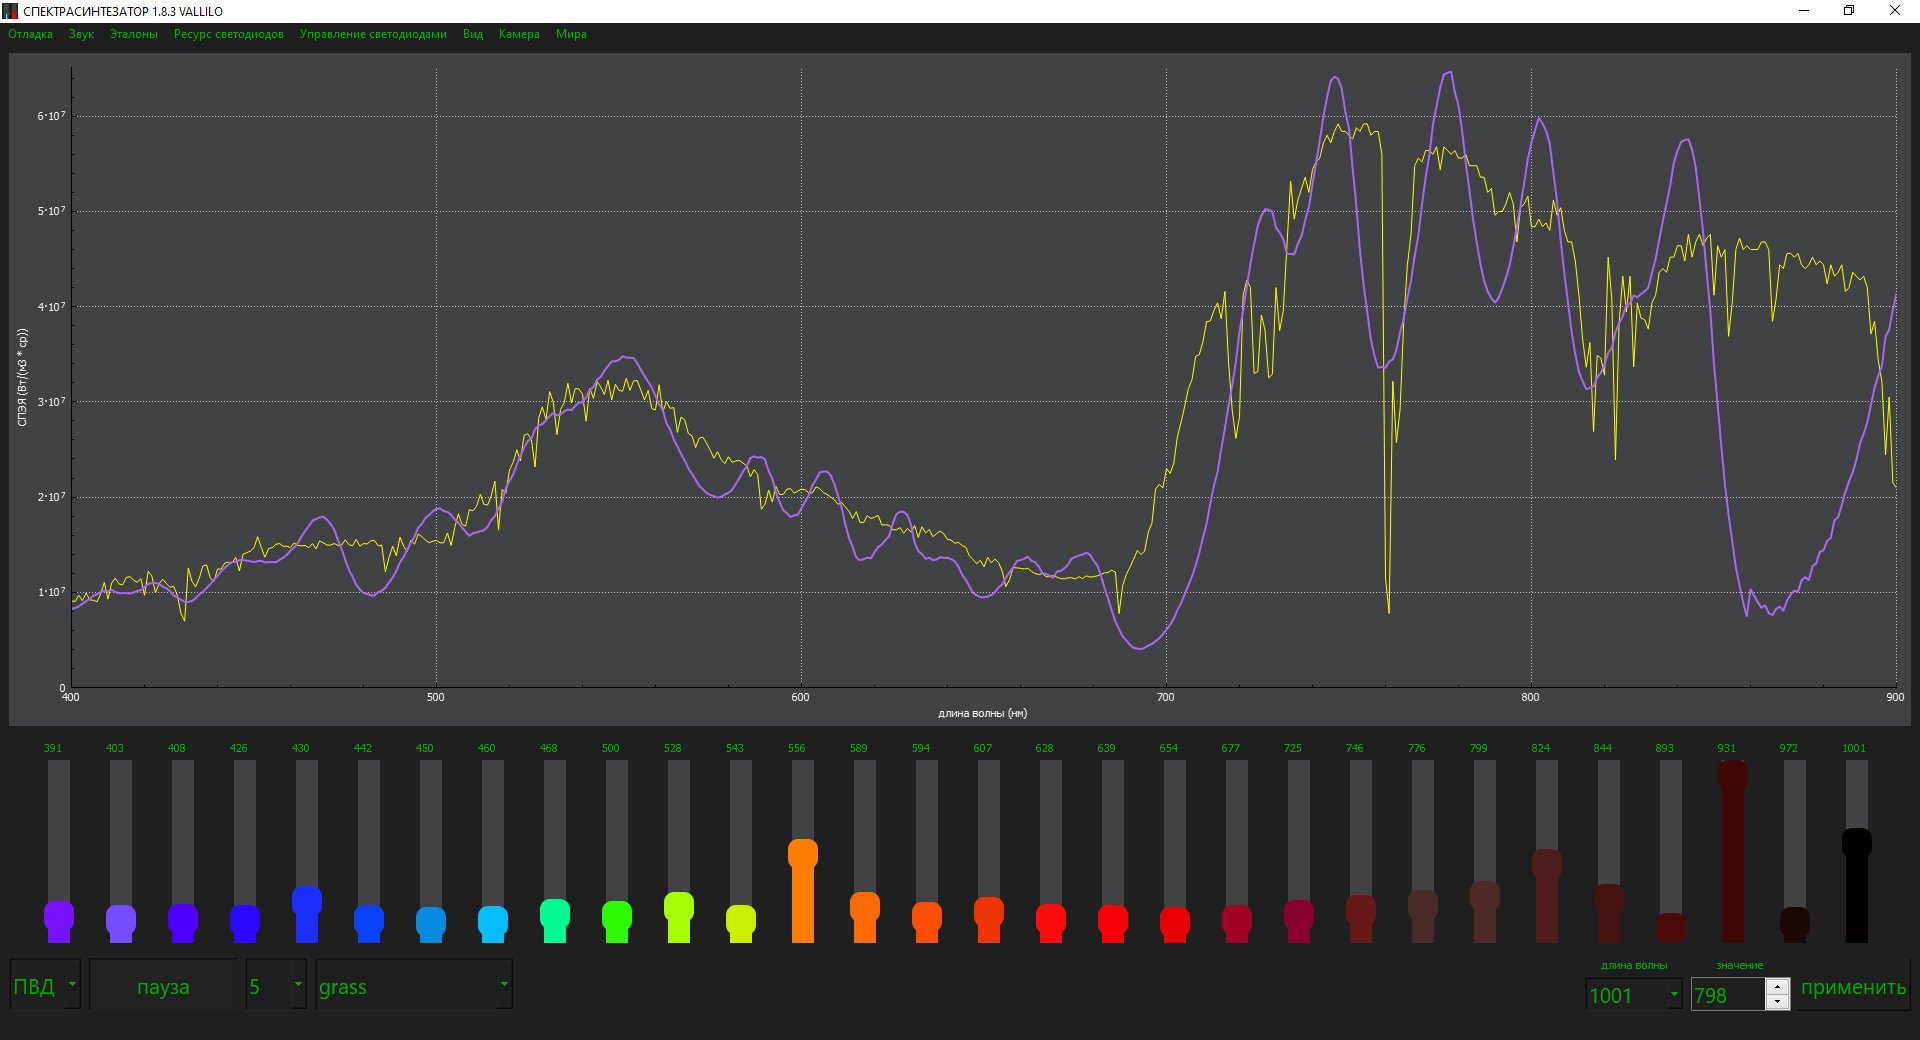 СПЕКТРАСИНТЕЗАТОР 1.8.3 VALLILO
Отладка Звук Эталоны Ресурс светодиодов Управление светодиодами Вид Камера Мира
6·10⁷
5·10⁷
4·10⁷
3·10⁷
2·10⁷
1·10⁷
0
СПЭЯ (Вт/(м3 * ср))
400 500 600 700 800 900
длина волны (нм)
391 403 408 426 430 442 450 460 468 500 528 543 556 589 594 607 628 639 654 677 725 746 776 799 824 844 893 931 972 1001
длина волны значение
ПВД пауза 5 grass 1001 798 применить